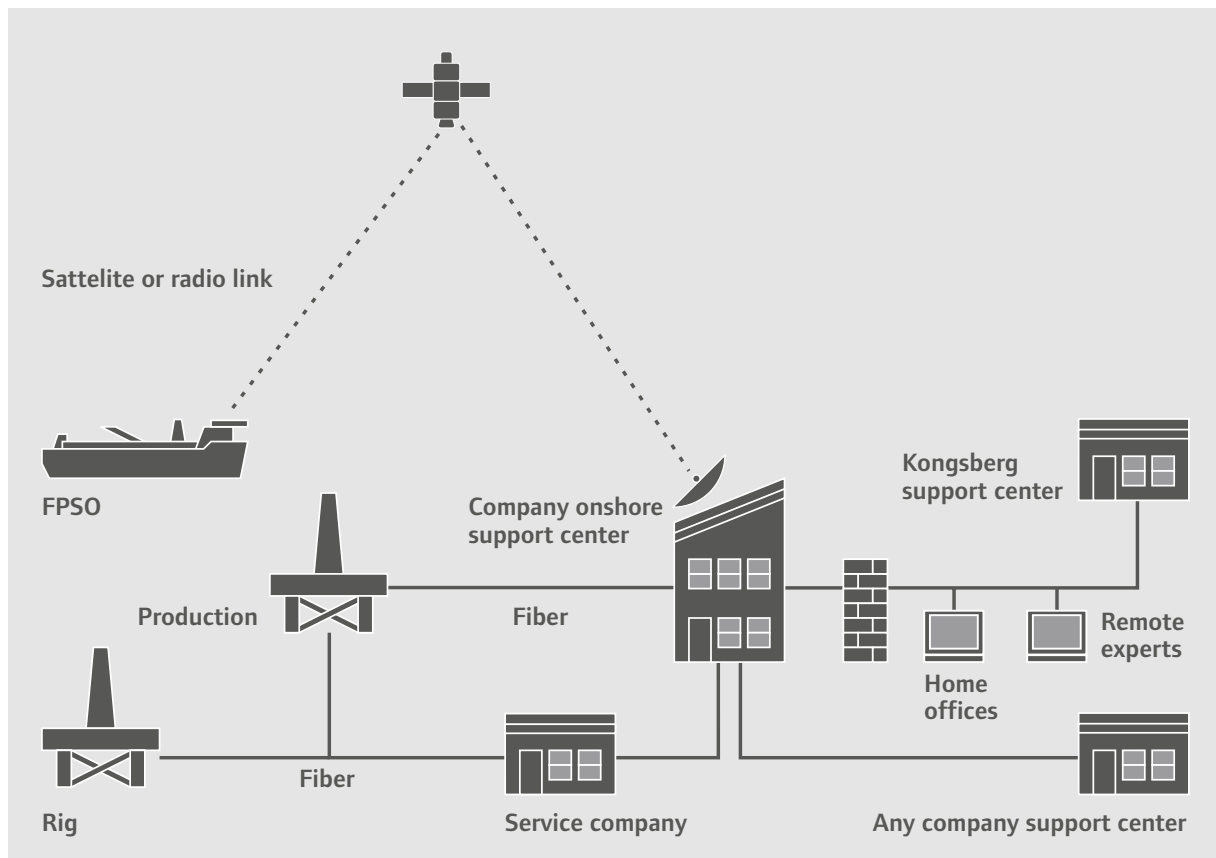 Sattelite or radio link
FPSO
Company onshore
support center
Kongsberg
support center
Production
Fiber
Remote
experts
Home
offices
Fiber
Rig
Service company
Any company support center